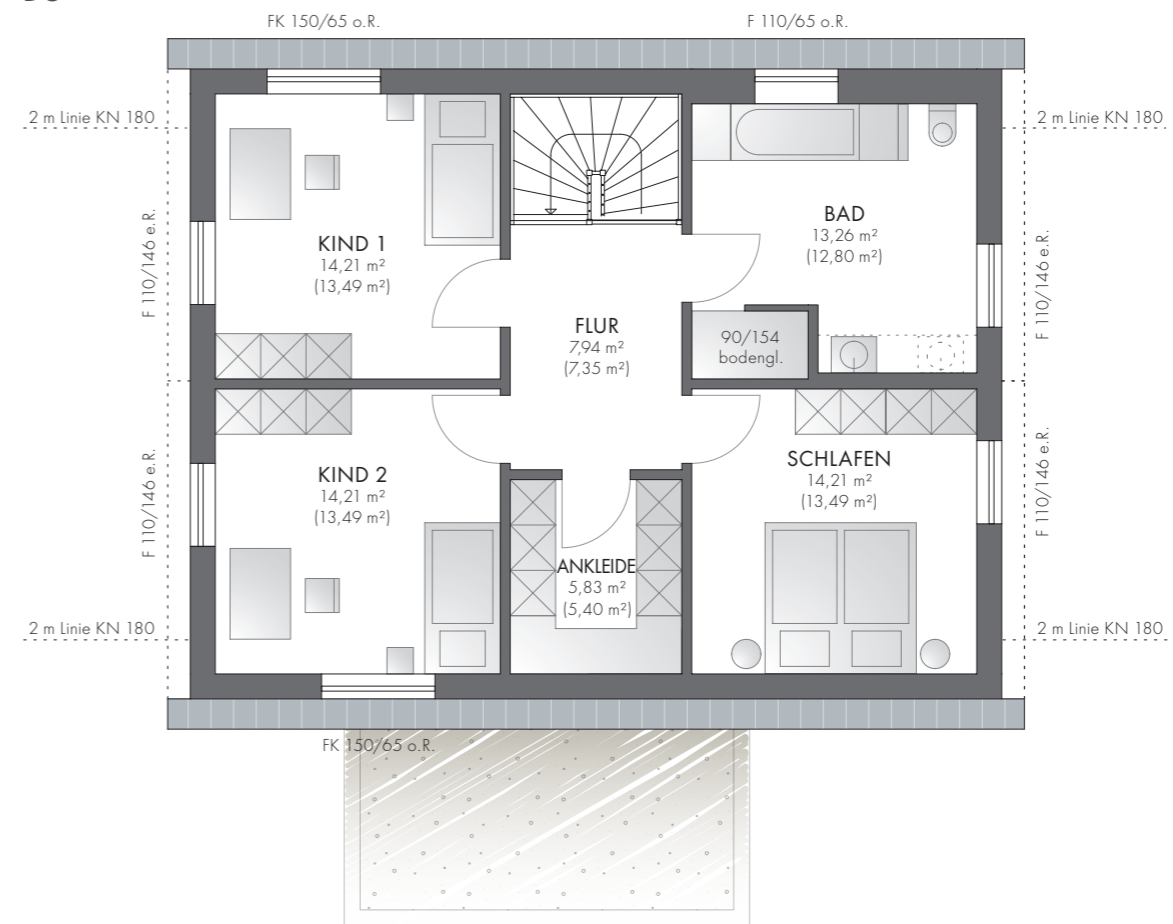 FK 150/65 o.R.
F 110/65 o.R.
2 m Linie KN 180
2 m Linie KN 180
F 110/146 e.R.
KIND 1
14,21 m²
(13,49 m²)
BAD
13,26 m²
(12,80 m²)
F 110/146 e.R.
FLUR
7,94 m²
(7,35 m²)
90/154
bodengl.
F 110/146 e.R.
KIND 2
14,21 m²
(13,49 m²)
SCHLAFEN
14,21 m²
(13,49 m²)
F 110/146 e.R.
ANKLEIDE
5,83 m²
(5,40 m²)
2 m Linie KN 180
2 m Linie KN 180
FK 150/65 o.R.